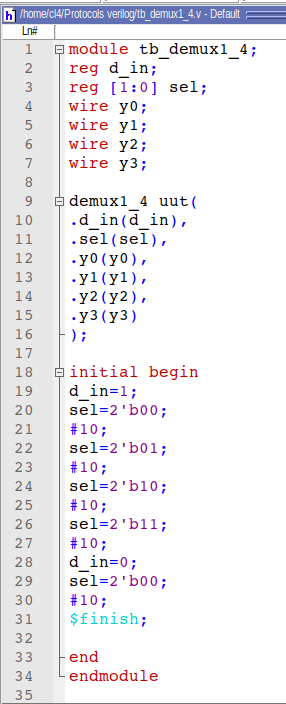 h /home/cl4/Protocols verilog/tb_demux1_4.v - Default
Ln#
1 module tb_demux1_4;
2 reg d_in;
3 reg [1:0] sel;
4 wire y0;
5 wire y1;
6 wire y2;
7 wire y3;
8
9 demux1_4 uut(
10 .d_in(d_in),
11 .sel(sel),
12 .y0(y0),
13 .y1(y1),
14 .y2(y2),
15 .y3(y3)
16 );
17
18 initial begin
19 d_in=1;
20 sel=2'b00;
21 #10;
22 sel=2'b01;
23 #10;
24 sel=2'b10;
25 #10;
26 sel=2'b11;
27 #10;
28 d_in=0;
29 sel=2'b00;
30 #10;
31 $finish;
32
33 end
34 endmodule
35